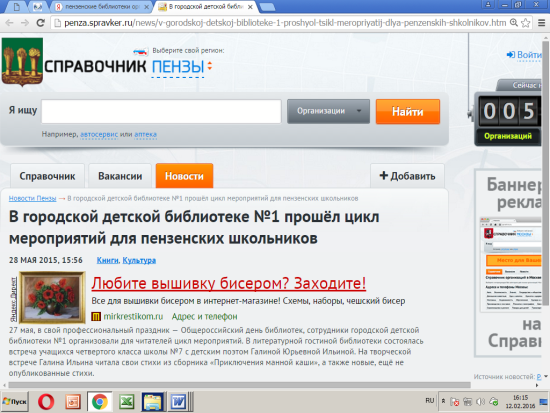 пензенские библиотеки ор
В городской детской библ
penza.spravker.ru/news/v-gorodskoj-detskoj-biblioteke-1-proshyol-tsikl-meropriyatij-dlya-penzenskih-shkolnikov.htm
Выберите свой регион:
СПРАВОЧНИК ПЕНЗЫ
Войти
Сейчас н
Я ищу
Организации
Найти
005
Например, автосервис или аптека
Организаций
Справочник
Вакансии
Новости
+ Добавить
Новости Пензы → В городской детской библиотеке №1 прошёл цикл мероприятий для пензенских школьников
В городской детской библиотеке №1 прошёл цикл
мероприятий для пензенских школьников
28 МАЯ 2015, 15:56
Книги, Культура
Яндекс.Директ
Любите вышивку бисером? Заходите!
Все для вышивки бисером в интернет-магазине! Схемы, наборы, чешский бисер
mirkrestikom.ru
Адрес и телефон
27 мая, в свой профессиональный праздник — Общероссийский день библиотек, сотрудники городской детской
библиотеки №1 организовали для читателей цикл мероприятий. В литературной гостиной библиотеки состоялась
встреча учащихся четвертого класса школы №7 с детским поэтом Галиной Юрьевной Ильиной. На творческой
встрече Галина Ильина читала свои стихи из сборника «Приключения манной каши», а также новые, ещё не
опубликованные стихи.
Баннер
рекла
на
Справ
Источник новостей: P
Пуск
RU
16:15
12.02.2016